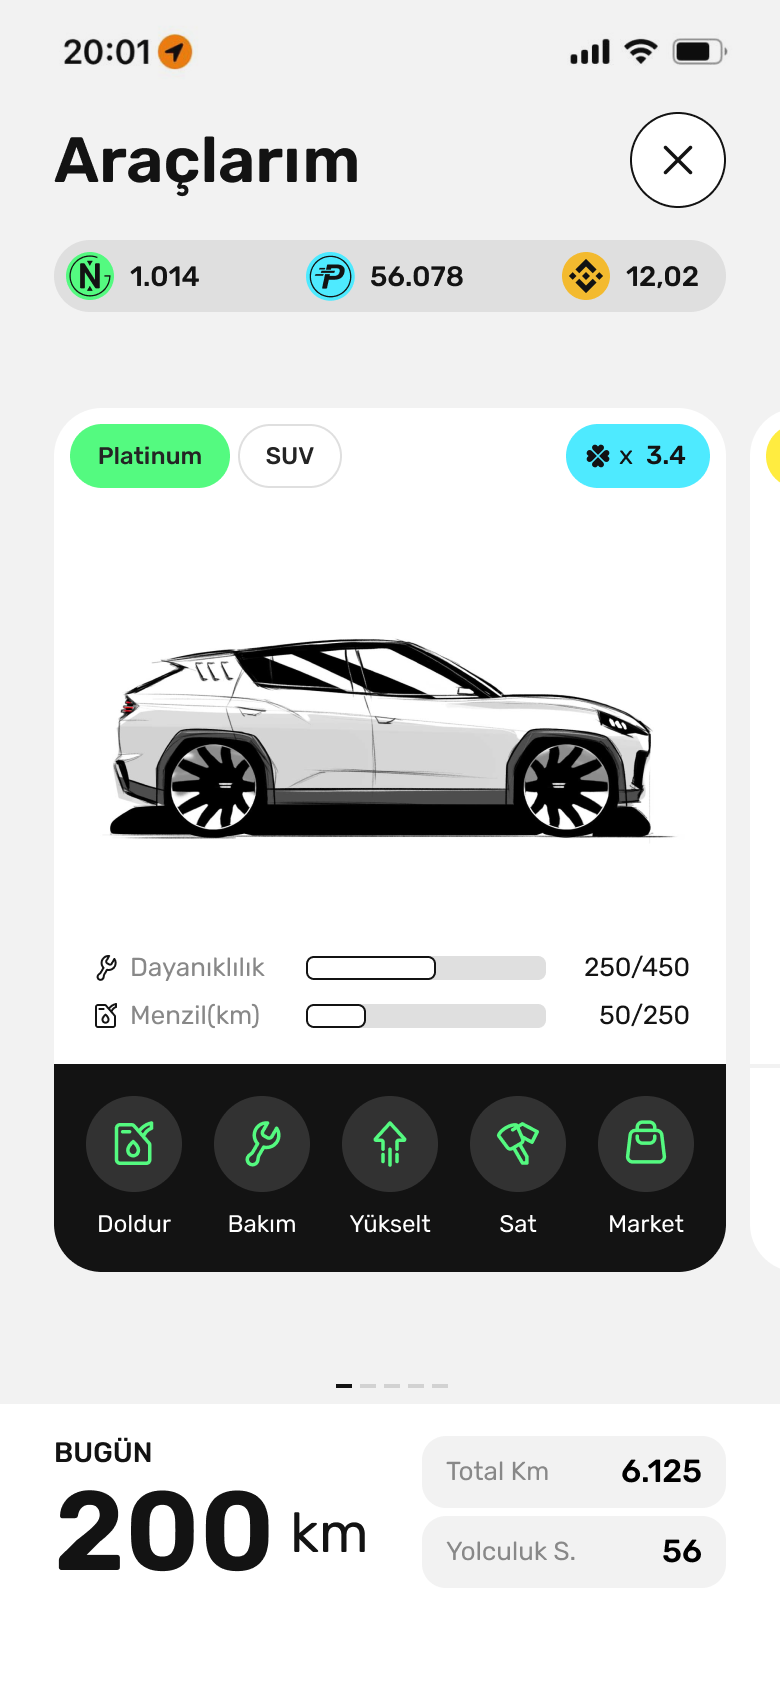 20:01
Araçlarım
1.014 56.078 12,02
Platinum SUV x 3.4
Dayanıklılık 250/450
Menzil(km) 50/250
Doldur Bakım Yükselt Sat Market
BUGÜN
200 km
Total Km 6.125
Yolculuk S. 56